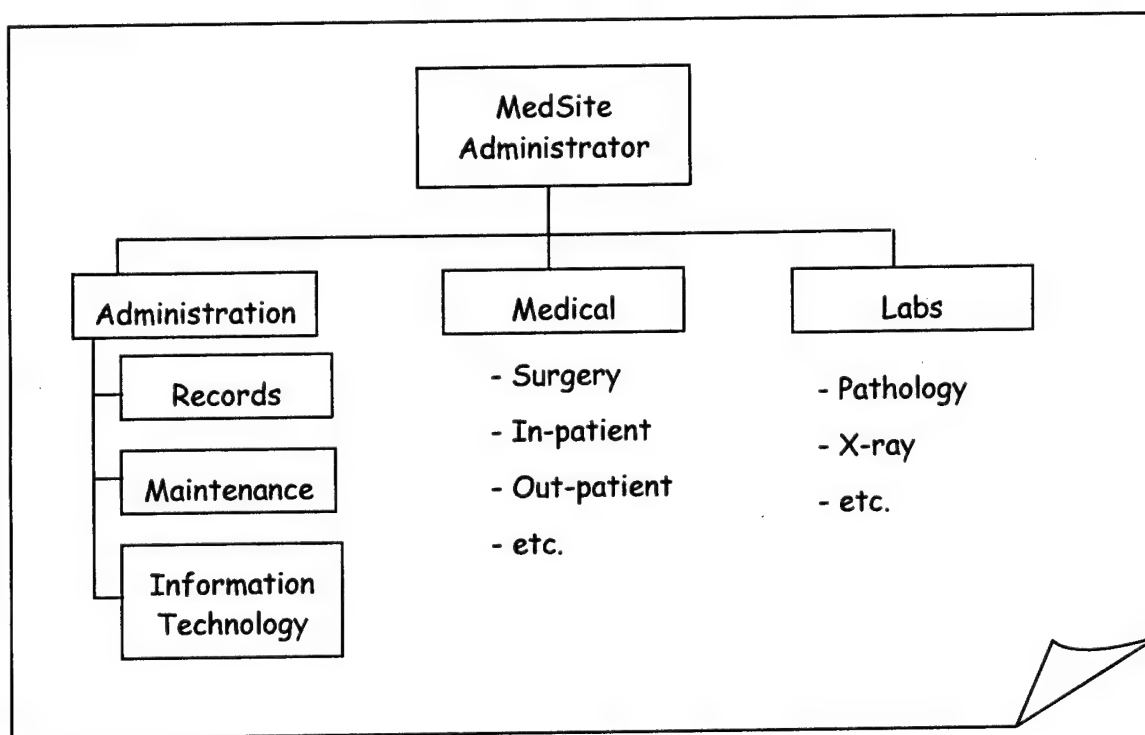 MedSite
Administrator
Administration
Records
Maintenance
Information
Technology
Medical
- Surgery
- In-patient
- Out-patient
- etc.
Labs
- Pathology
- X-ray
- etc.